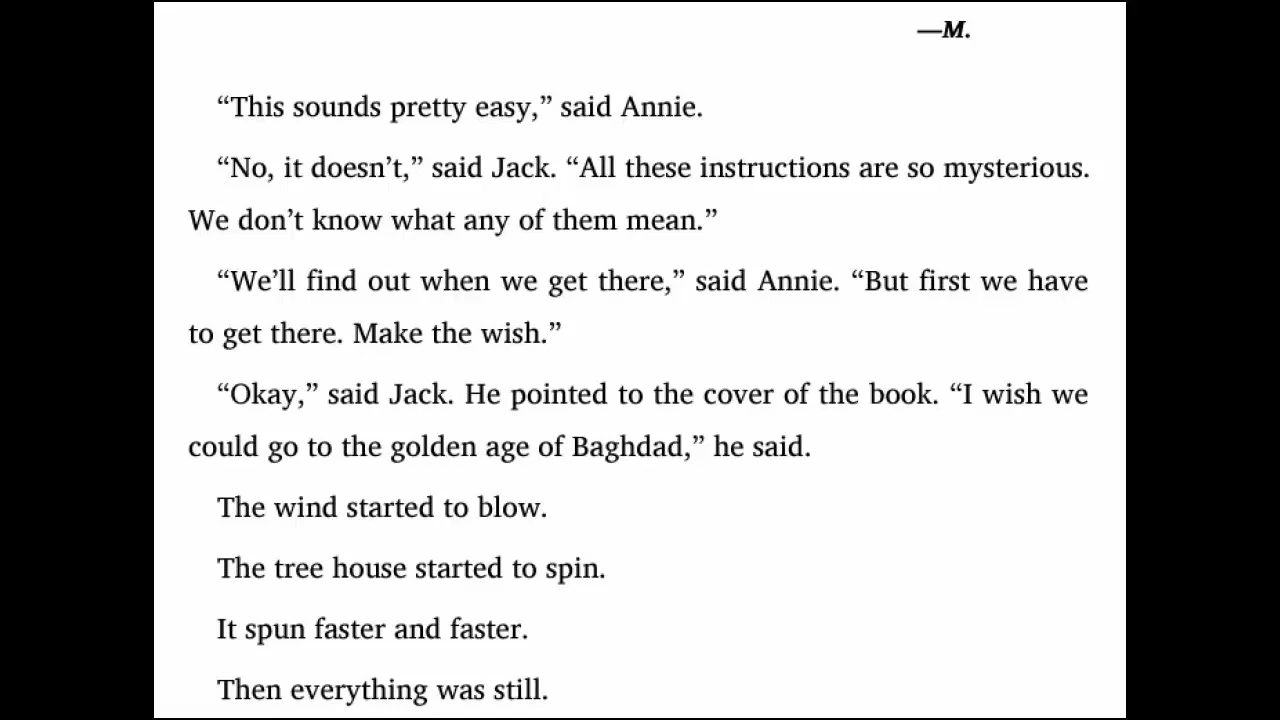 —M.
“This sounds pretty easy,” said Annie.
“No, it doesn’t,” said Jack. “All these instructions are so mysterious.
We don’t know what any of them mean.”
“We’ll find out when we get there,” said Annie. “But first we have
to get there. Make the wish.”
“Okay,” said Jack. He pointed to the cover of the book. “I wish we
could go to the golden age of Baghdad,” he said.
The wind started to blow.
The tree house started to spin.
It spun faster and faster.
Then everything was still.